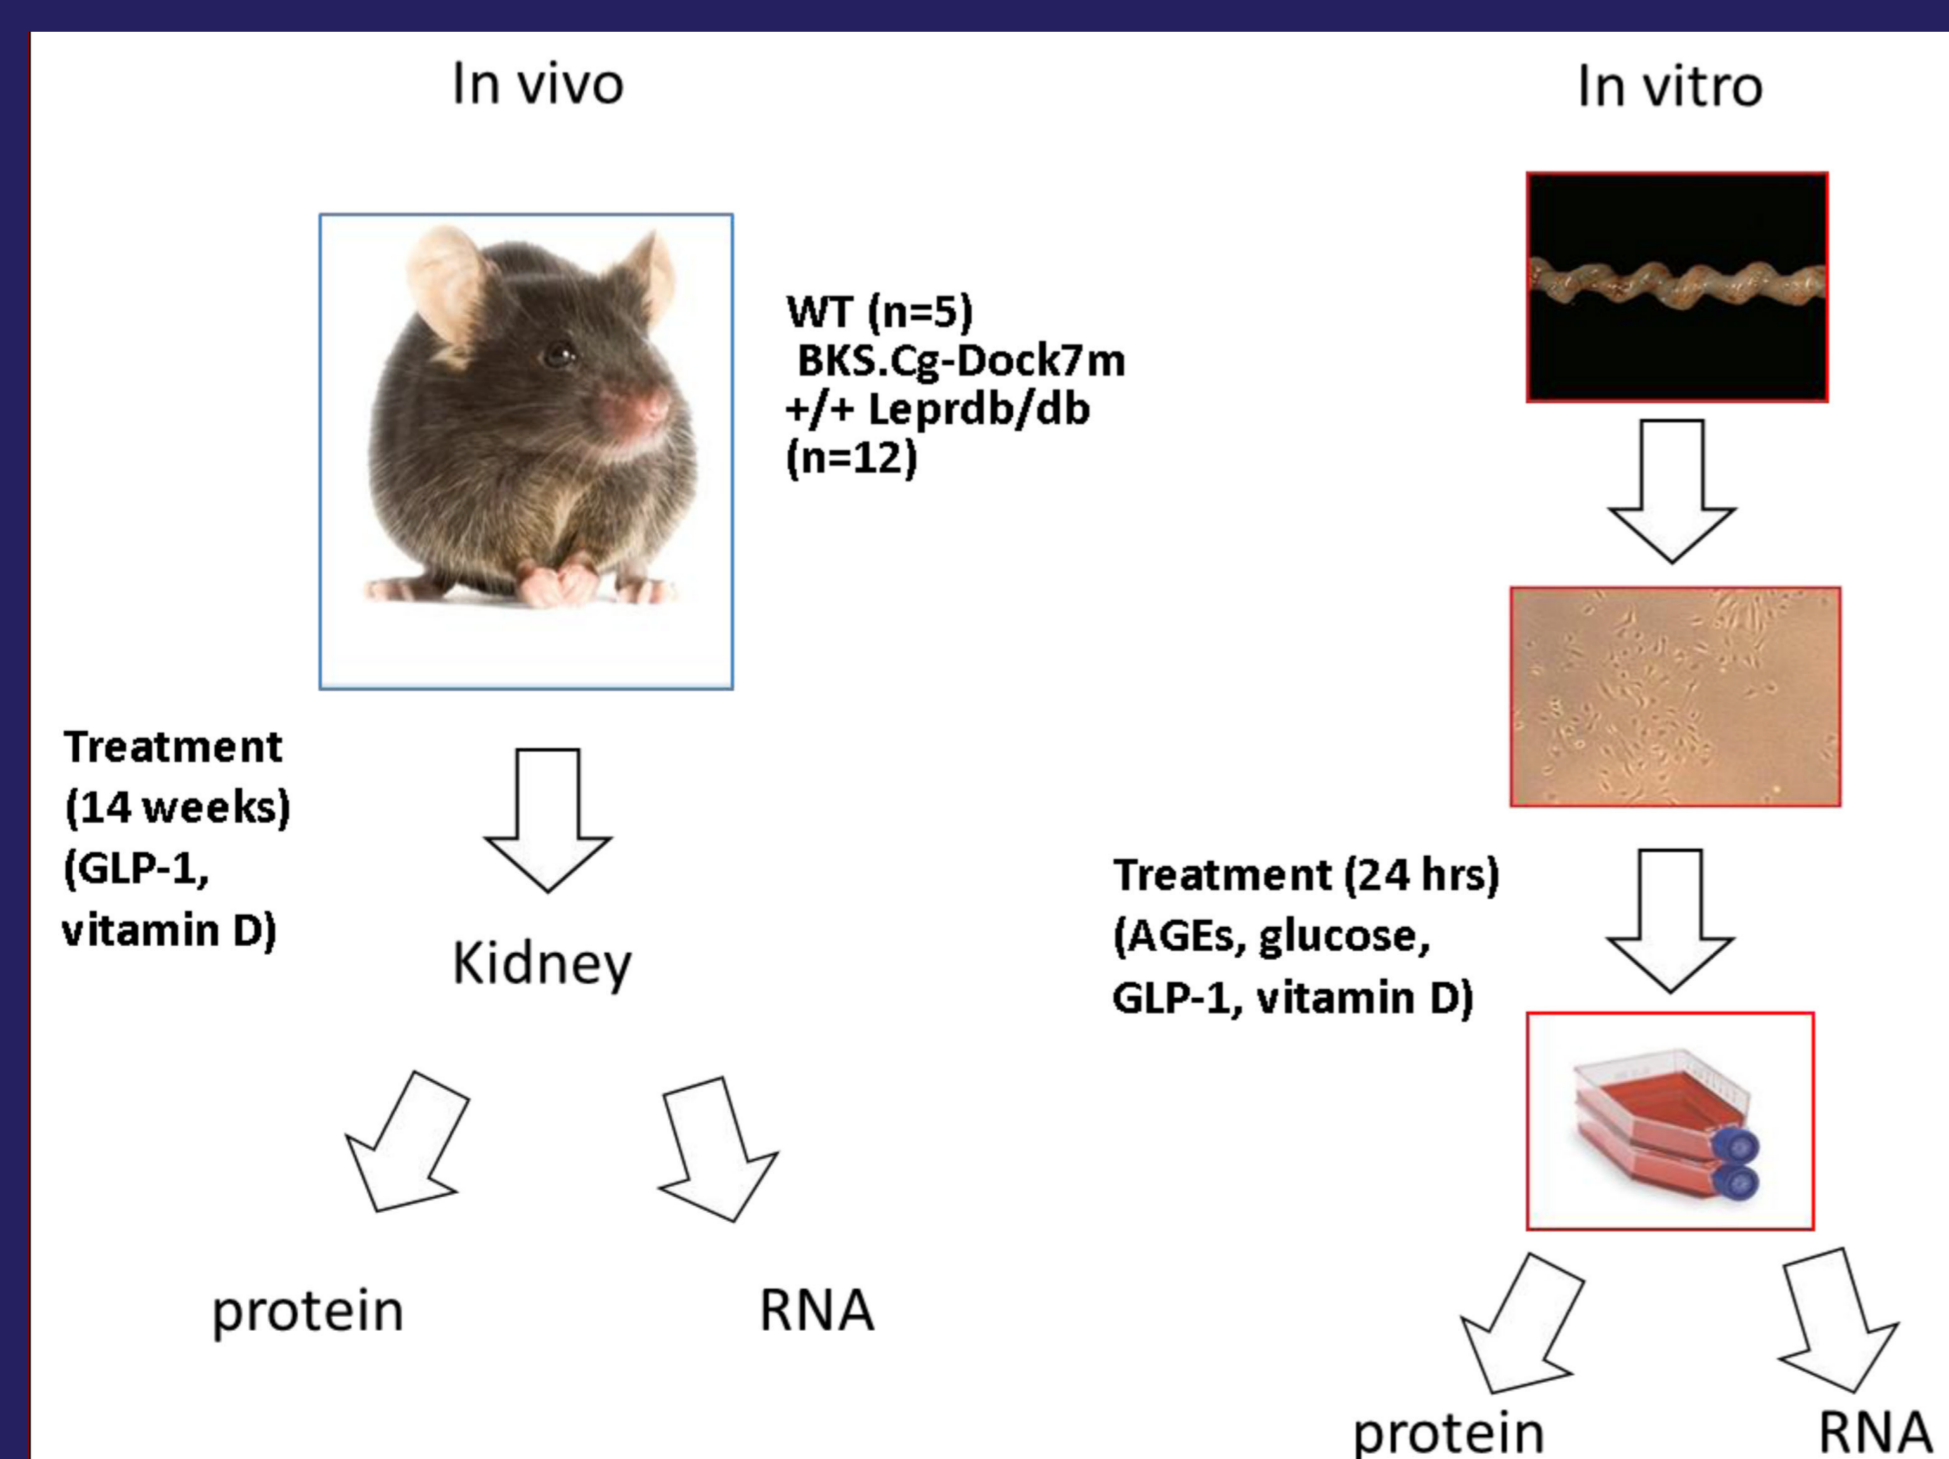 In vivo
WT (n=5)
BKS.Cg-Dock7m
+/+ Leprdb/db
(n=12)
Treatment
(14 weeks)
(GLP-1,
vitamin D)
Kidney
protein
RNA
In vitro
Treatment (24 hrs)
(AGEs, glucose,
GLP-1, vitamin D)
protein
RNA